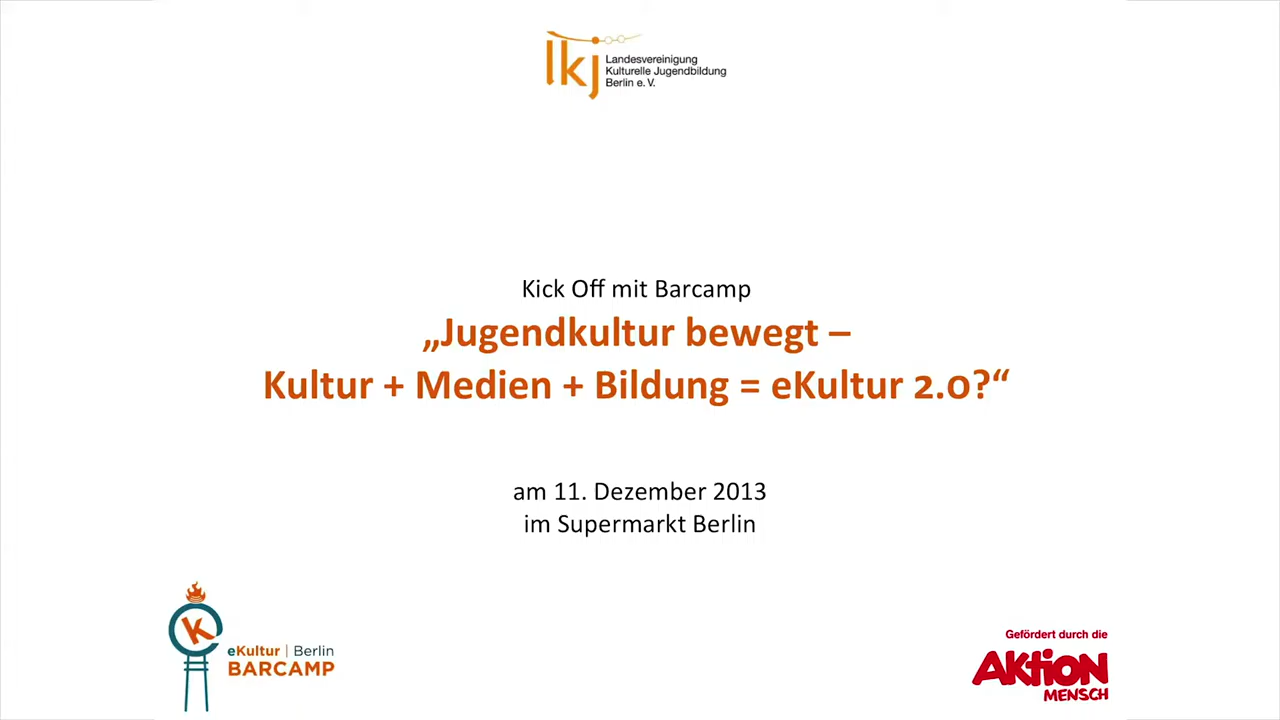 lkj
Landesvereinigung
Kulturelle Jugendbildung
Berlin e. V.
Kick Off mit Barcamp
„Jugendkultur bewegt –
Kultur + Medien + Bildung = eKultur 2.0?“
am 11. Dezember 2013
im Supermarkt Berlin
K
eKultur | Berlin
BARCAMP
Gefördert durch die
AKTION
MENSCH